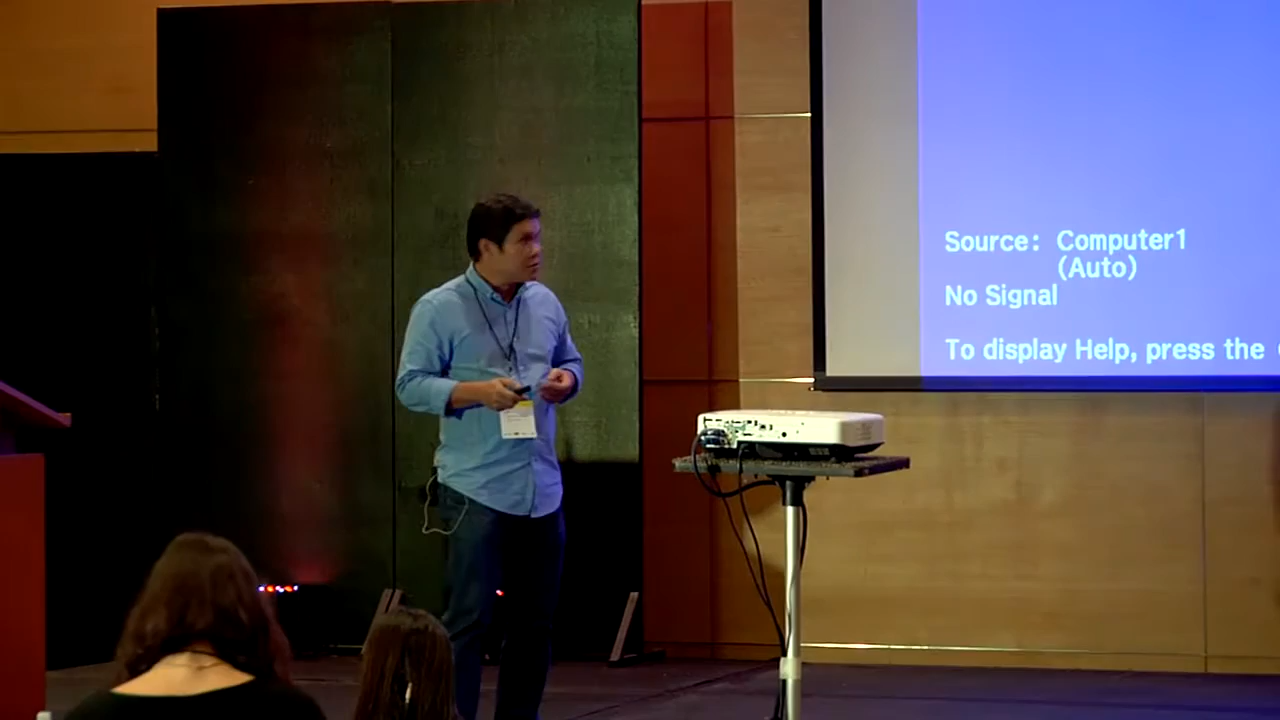 Source: Computer1
(Auto)
No Signal
To display Help, press the